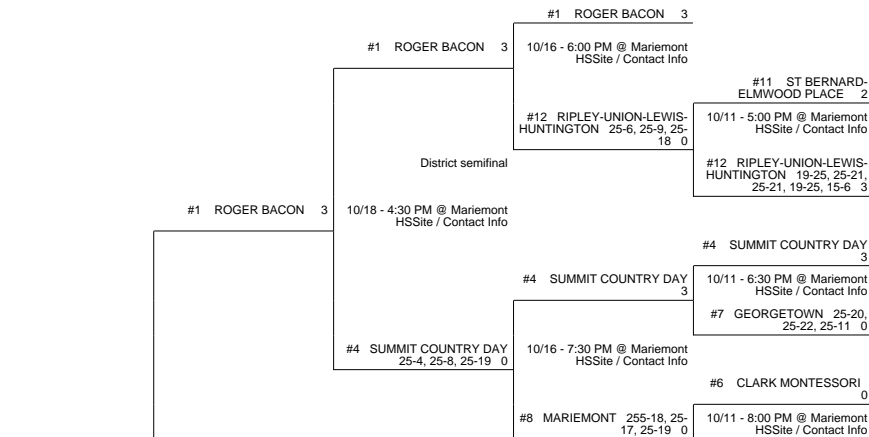 #1 ROGER BACON 3
#1 ROGER BACON 3
10/16 - 6:00 PM @ Mariemont
HSSite / Contact Info
#11 ST BERNARD-
ELMWOOD PLACE 2
#12 RIPLEY-UNION-LEWIS-
HUNTINGTON 25-6, 25-9, 25-
18 0
10/11 - 5:00 PM @ Mariemont
HSSite / Contact Info
District semifinal
#12 RIPLEY-UNION-LEWIS-
HUNTINGTON 19-25, 25-21,
25-21, 19-25, 15-6 3
#1 ROGER BACON 3
10/18 - 4:30 PM @ Mariemont
HSSite / Contact Info
#4 SUMMIT COUNTRY DAY
3
#4 SUMMIT COUNTRY DAY
3
10/11 - 6:30 PM @ Mariemont
HSSite / Contact Info
#7 GEORGETOWN 25-20,
25-22, 25-11 0
#4 SUMMIT COUNTRY DAY
25-4, 25-8, 25-19 0
10/16 - 7:30 PM @ Mariemont
HSSite / Contact Info
#6 CLARK MONTESSORI
0
#8 MARIEMONT 255-18, 25-
17, 25-19 0
10/11 - 8:00 PM @ Mariemont
HSSite / Contact Info